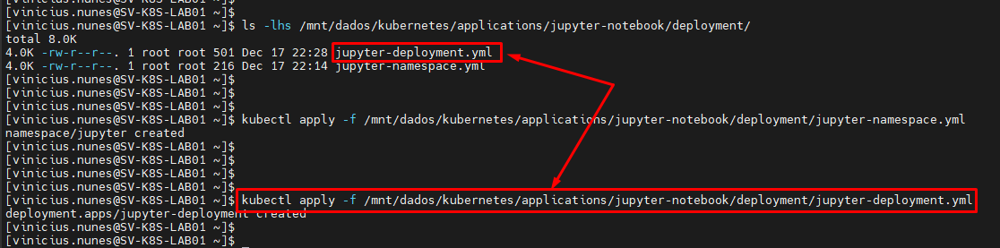 [vinicius.nunes@SV-K8S-LAB01 ~]$
[vinicius.nunes@SV-K8S-LAB01 ~]$
[vinicius.nunes@SV-K8S-LAB01 ~]$ ls -lhs /mnt/dados/kubernetes/applications/jupyter-notebook/deployment/
total 8.0K
4.0K -rw-r--r--. 1 root root 501 Dec 17 22:28 jupyter-deployment.yml
4.0K -rw-r--r--. 1 root root 216 Dec 17 22:14 jupyter-namespace.yml
[vinicius.nunes@SV-K8S-LAB01 ~]$
[vinicius.nunes@SV-K8S-LAB01 ~]$
[vinicius.nunes@SV-K8S-LAB01 ~]$ kubectl apply -f /mnt/dados/kubernetes/applications/jupyter-notebook/deployment/jupyter-namespace.yml
namespace/jupyter created
[vinicius.nunes@SV-K8S-LAB01 ~]$
[vinicius.nunes@SV-K8S-LAB01 ~]$
[vinicius.nunes@SV-K8S-LAB01 ~]$
[vinicius.nunes@SV-K8S-LAB01 ~]$
[vinicius.nunes@SV-K8S-LAB01 ~]$ kubectl apply -f /mnt/dados/kubernetes/applications/jupyter-notebook/deployment/jupyter-deployment.yml
deployment.apps/jupyter-deployment created
[vinicius.nunes@SV-K8S-LAB01 ~]$
[vinicius.nunes@SV-K8S-LAB01 ~]$